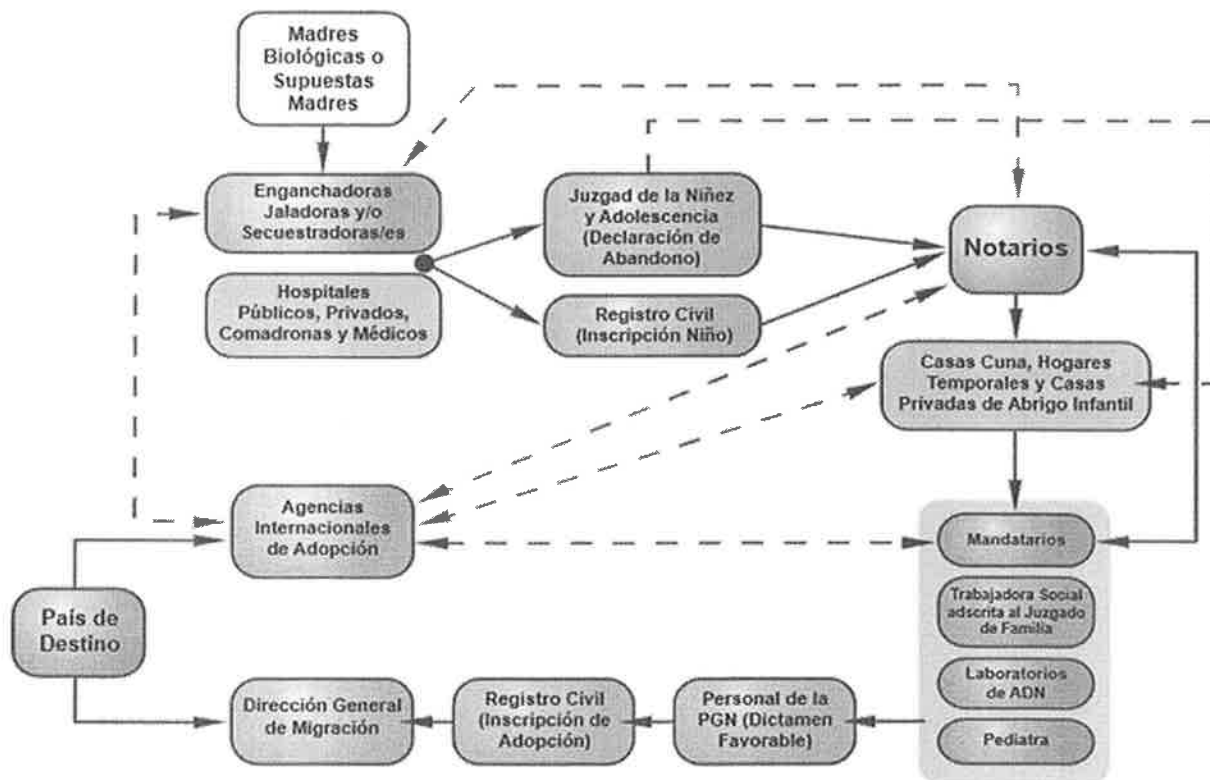 Madres
Biológicas o
Supuestas
Madres
Enganchadoras
Jaladoras y/o
Secuestradoras/es
Hospitales
Públicos, Privados,
Comadronas y Médicos
Juzgad de la Niñez
y Adolescencia
(Declaración de
Abandono)
Registro Civil
(Inscripción Niño)
Notarios
Casas Cuna, Hogares
Temporales y Casas
Privadas de Abrigo Infantil
Agencias
Internacionales
de Adopción
Mandatarios
Trabajadora Social
adscrita al Juzgado
de Familia
Laboratorios
de ADN
Pediatra
País de
Destino
Dirección General
de Migración
Registro Civil
(Inscripción de
Adopción)
Personal de la
PGN (Dictamen
Favorable)